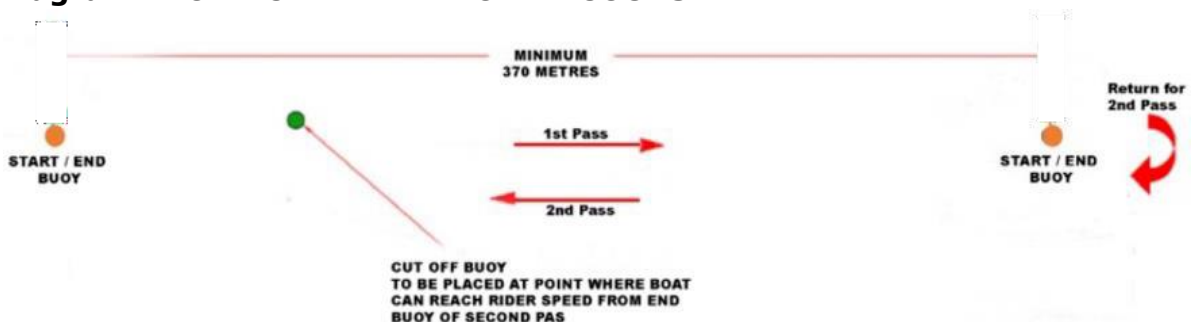 MINIMUM
370 METRES
Return for
2nd Pass
1st Pass
START / END
BUOY
START / END
BUOY
2nd Pass
CUT OFF BUOY
TO BE PLACED AT POINT WHERE BOAT
CAN REACH RIDER SPEED FROM END
BUOY OF SECOND PAS